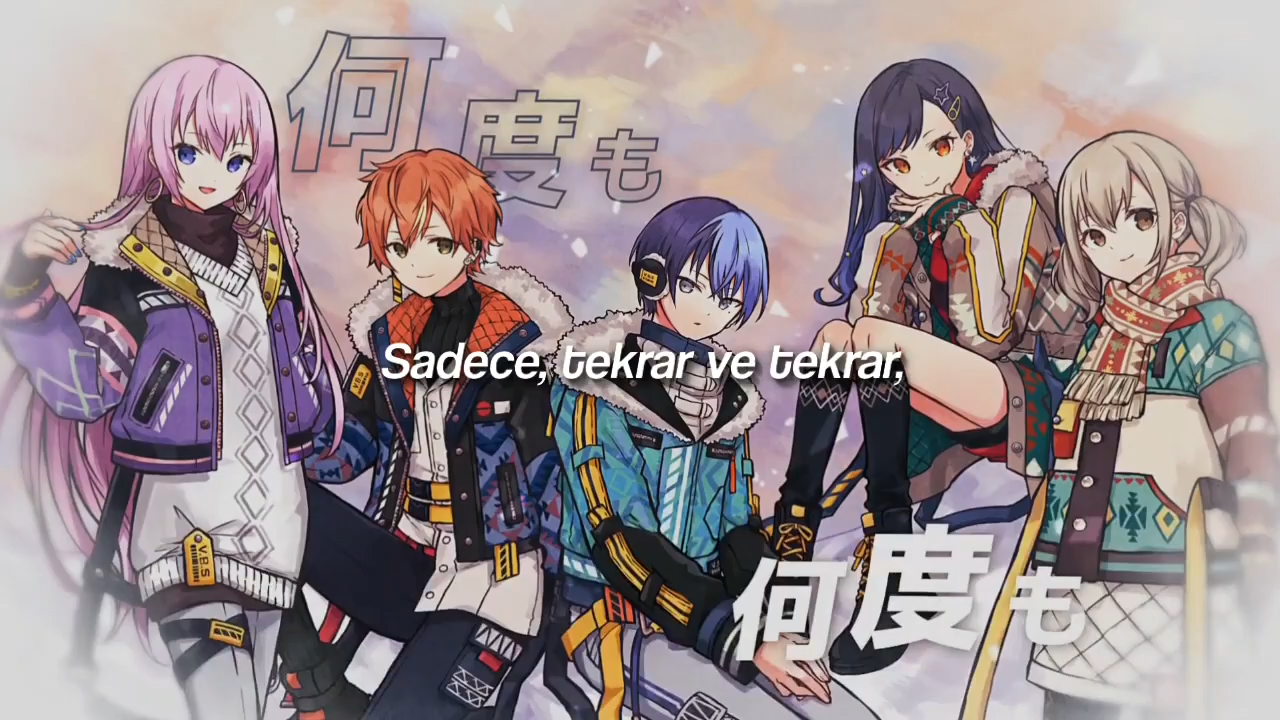 何度も
Sadece, tekrar ve tekrar,
V.B.S
何度も
V.B.S